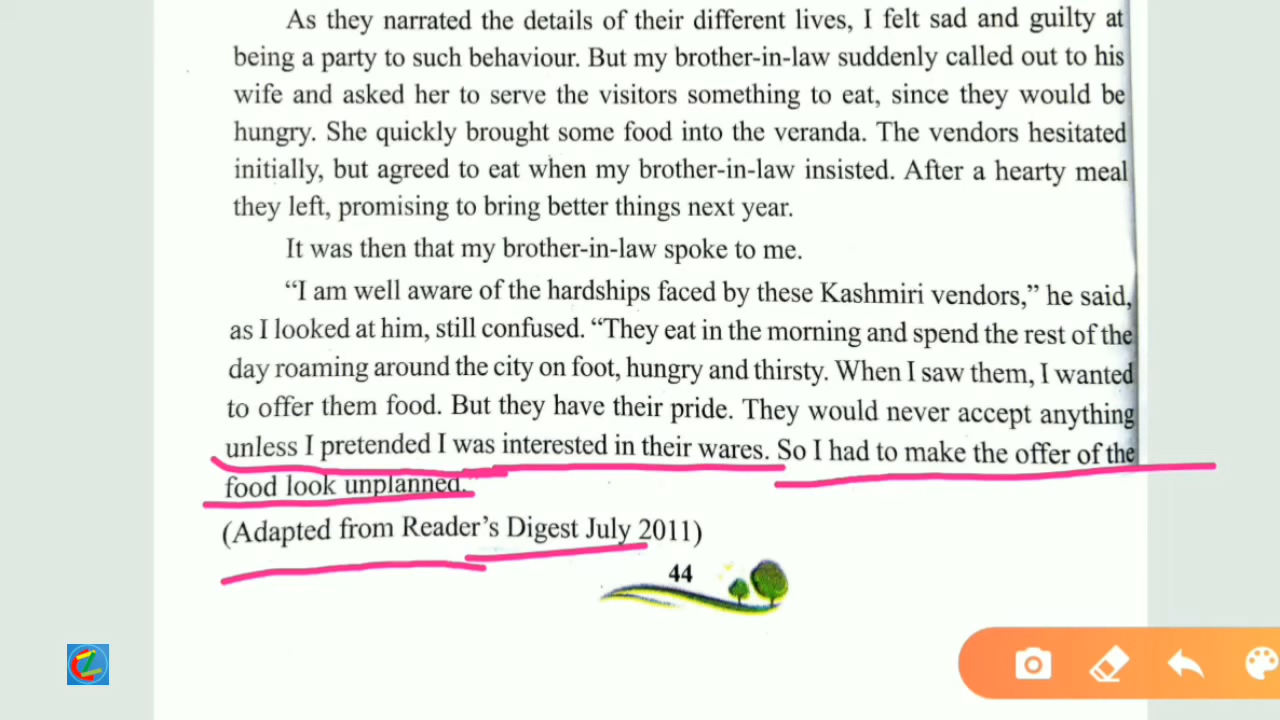 As they narrated the details of their different lives, I felt sad and guilty at
being a party to such behaviour. But my brother-in-law suddenly called out to his
wife and asked her to serve the visitors something to eat, since they would be
hungry. She quickly brought some food into the veranda. The vendors hesitated
initially, but agreed to eat when my brother-in-law insisted. After a hearty meal
they left, promising to bring better things next year.
It was then that my brother-in-law spoke to me.
“I am well aware of the hardships faced by these Kashmiri vendors,” he said,
as I looked at him, still confused. “They eat in the morning and spend the rest of the
day roaming around the city on foot, hungry and thirsty. When I saw them, I wanted
to offer them food. But they have their pride. They would never accept anything
unless I pretended I was interested in their wares. So I had to make the offer of the
food look unplanned.”
(Adapted from Reader’s Digest July 2011)
44